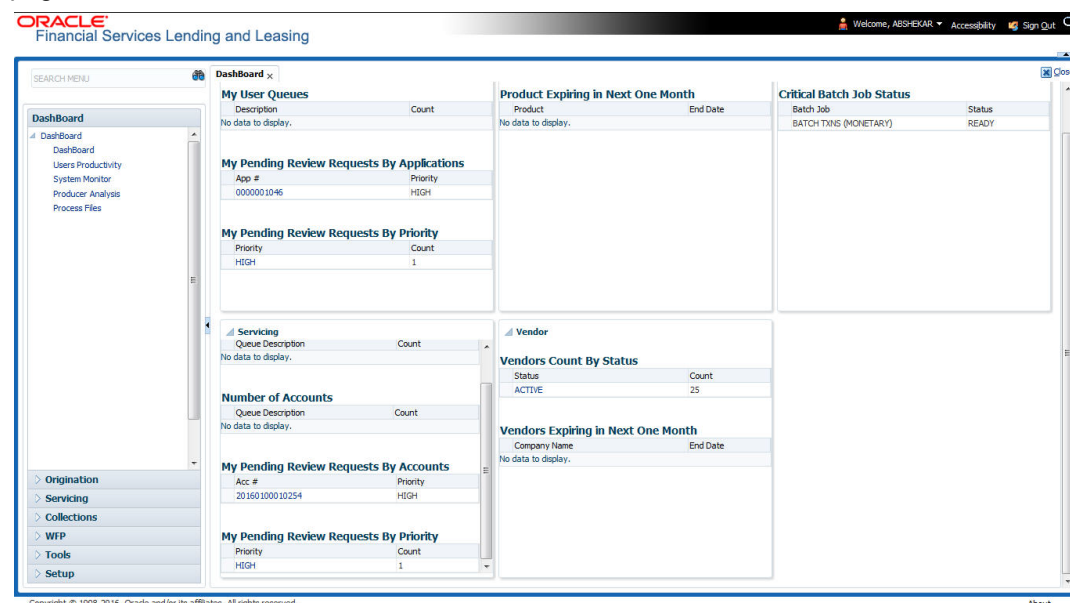 ORACLE
Financial Services Lending and Leasing
Welcome, ABSHEKAR
Accessibility
Sign Out
SEARCH MENU
DashBoard
DashBoard
DashBoard
Users Productivity
System Monitor
Producer Analysis
Process Files
Origination
Servicing
Collections
WFP
Tools
Setup
DashBoard
Close
My User Queues
Description Count
No data to display.
My Pending Review Requests By Applications
App # Priority
0000001046 HIGH
My Pending Review Requests By Priority
Priority Count
HIGH 1
Product Expiring in Next One Month
Product End Date
No data to display.
Critical Batch Job Status
Batch Job Status
BATCH TXNS (MONETARY) READY
Servicing
Queue Description Count
No data to display.
Number of Accounts
Queue Description Count
No data to display.
My Pending Review Requests By Accounts
Acc # Priority
20160100010254 HIGH
My Pending Review Requests By Priority
Priority Count
HIGH 1
Vendor
Vendors Count By Status
Status Count
ACTIVE 25
Vendors Expiring in Next One Month
Company Name End Date
No data to display.